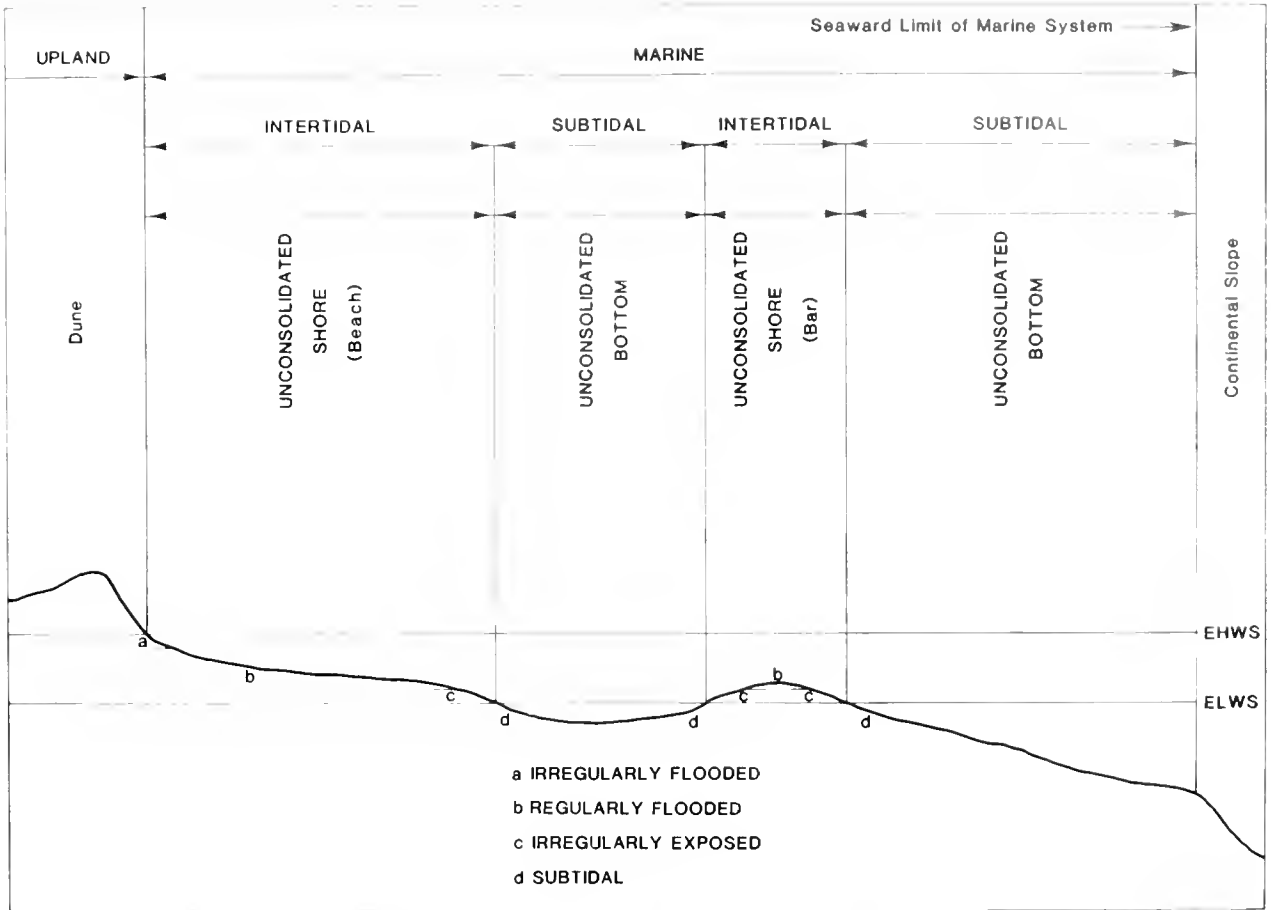 Seaward Limit of Marine System
UPLAND
MARINE
INTERTIDAL
SUBTIDAL
INTERTIDAL
SUBTIDAL
Dune
UNCONSOLIDATED
SHORE
(Beach)
UNCONSOLIDATED
BOTTOM
UNCONSOLIDATED
SHORE
(Bar)
UNCONSOLIDATED
BOTTOM
Continental Slope
EHWS
a
b
b
c
c
c
ELWS
d
d
d
a IRREGULARLY FLOODED
b REGULARLY FLOODED
c IRREGULARLY EXPOSED
d SUBTIDAL